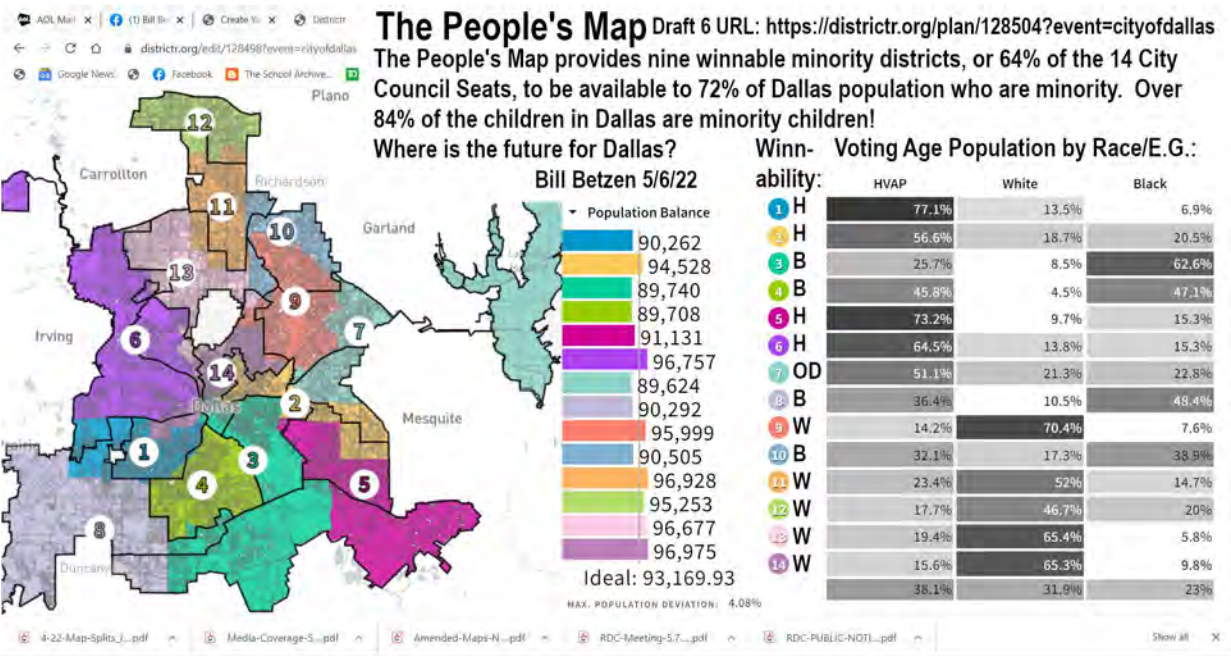 AOL Mail
(1) Bill Be
Create
Districtr
districtr.org/edit/128498?event=cityofdallas
Google News
Facebook
The School Archive...
The People's Map Draft 6 URL: https://districtr.org/plan/128504?event=cityofdallas
The People's Map provides nine winnable minority districts, or 64% of the 14 City
Council Seats, to be available to 72% of Dallas population who are minority. Over
84% of the children in Dallas are minority children!
Where is the future for Dallas?
Bill Betzen 5/6/22
Plano
Carrollton
Richardson
Garland
Irving
Dallas
Mesquite
Duncanv
12
11
10
13
9
7
6
14
2
1
3
4
5
8
Population Balance
90,262
94,528
89,740
89,708
91,131
96,757
89,624
90,292
95,999
90,505
96,928
95,253
96,677
96,975
Ideal: 93,169.93
MAX. POPULATION DEVIATION: 4.08%
Winn-
ability:
Voting Age Population by Race/E.G.:
HVAP White Black
1 H 77.1% 13.5% 6.9%
2 H 56.6% 18.7% 20.5%
3 B 25.7% 8.5% 62.6%
4 B 45.8% 4.5% 47.1%
5 H 73.2% 9.7% 15.3%
6 H 64.5% 13.8% 15.3%
7 OD 51.1% 21.3% 22.8%
8 B 36.4% 10.5% 48.4%
9 W 14.2% 70.4% 7.6%
10 B 32.1% 17.3% 38.9%
11 W 23.4% 52% 14.7%
12 W 17.7% 46.7% 20%
13 W 19.4% 65.4% 5.8%
14 W 15.6% 65.3% 9.8%
38.1% 31.9% 23%
4-22-Map-Splits_I....pdf
Media-Coverage-S....pdf
Amended-Maps-N....pdf
RDC-Meeting-5.7....pdf
RDC-PUBLIC-NOTI....pdf
Show all